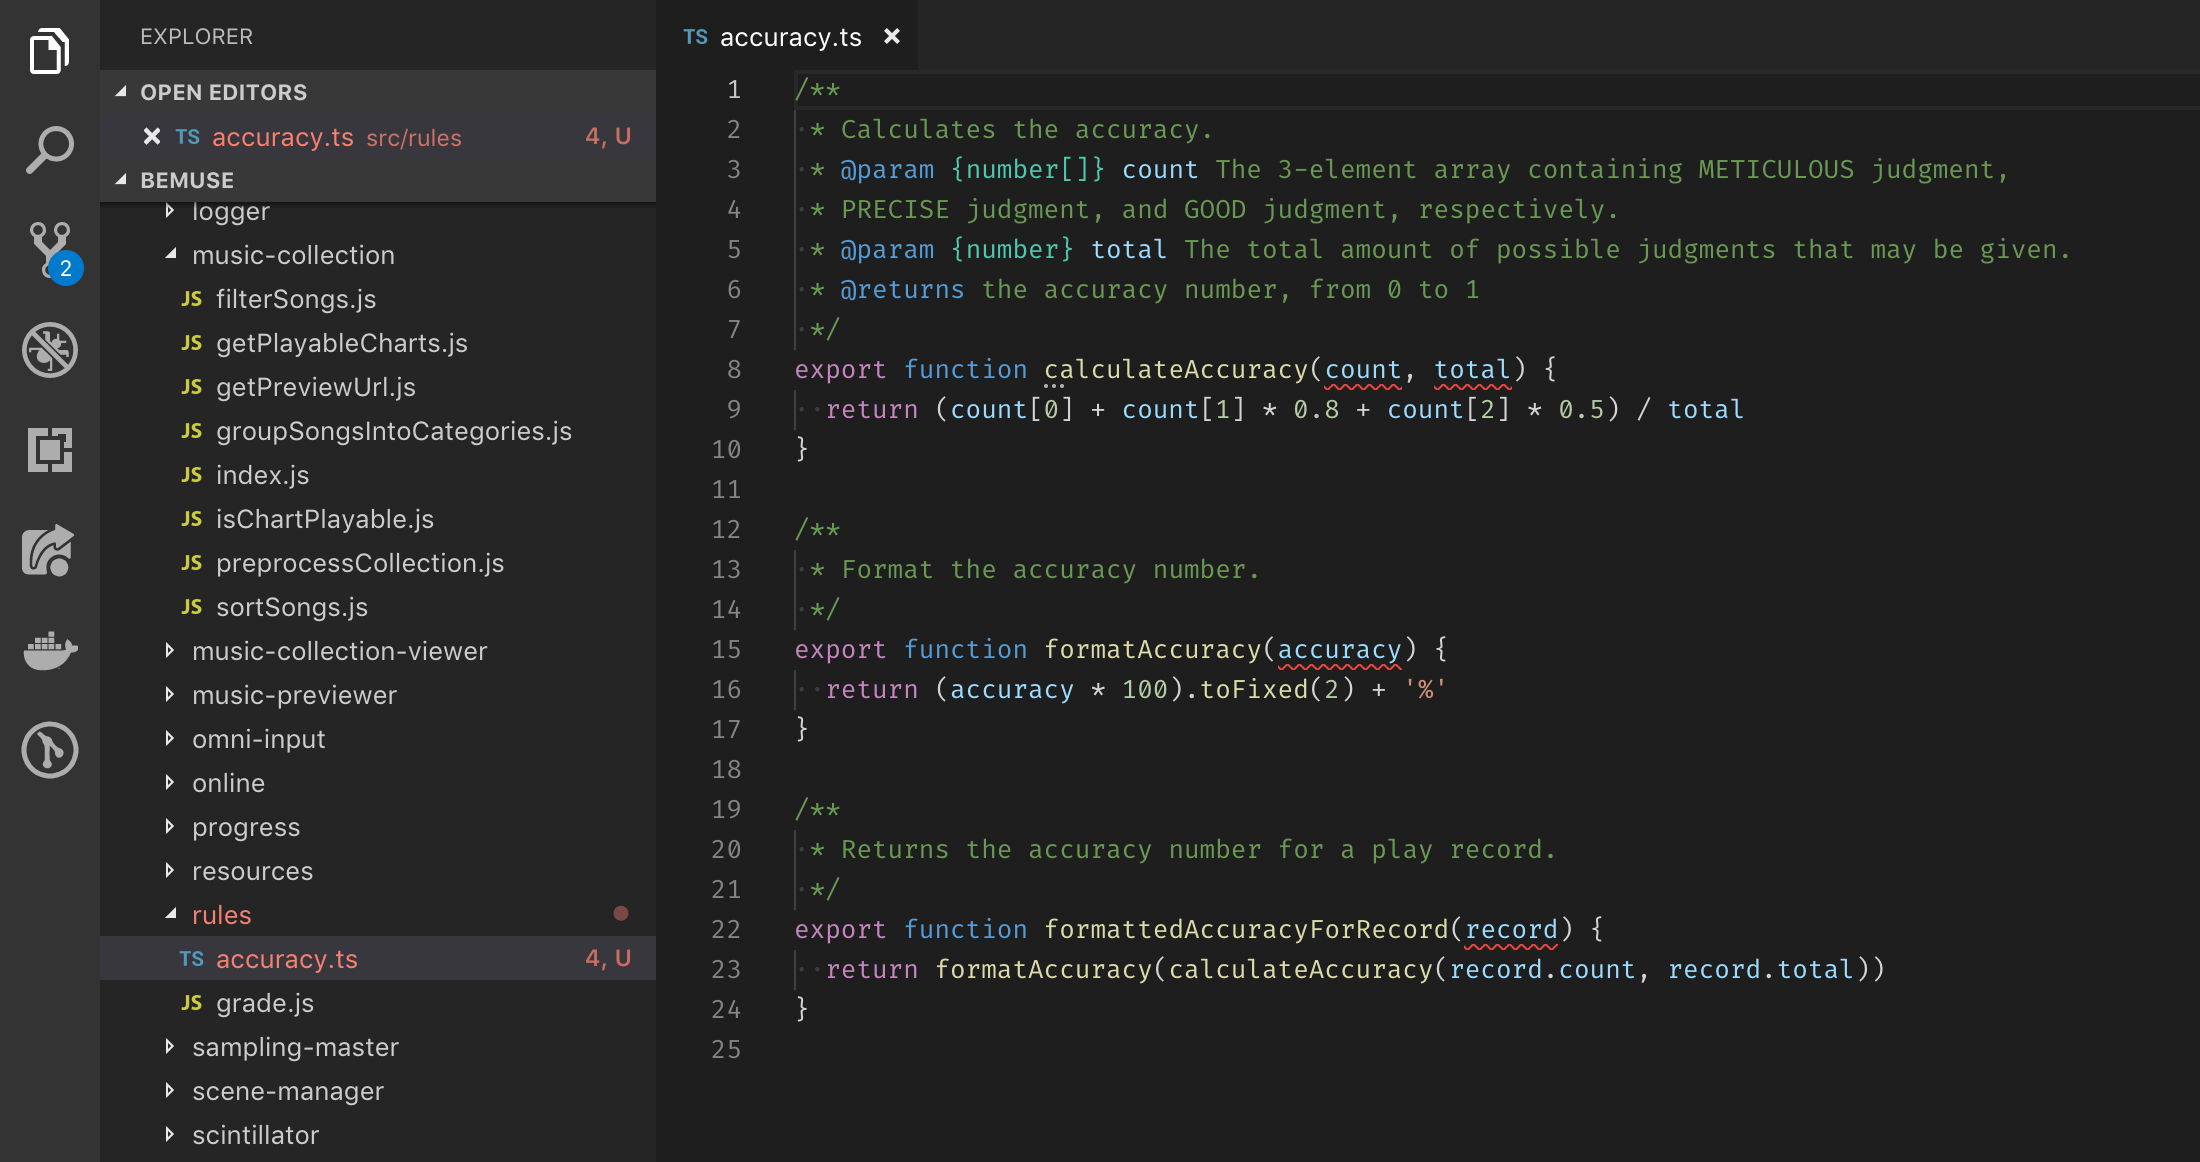 EXPLORER
OPEN EDITORS
TS accuracy.ts src/rules 4, U
BEMUSE
logger
music-collection
JS filterSongs.js
JS getPlayableCharts.js
JS getPreviewUrl.js
JS groupSongsIntoCategories.js
JS index.js
JS isChartPlayable.js
JS preprocessCollection.js
JS sortSongs.js
music-collection-viewer
music-previewer
omni-input
online
progress
resources
rules
TS accuracy.ts 4, U
JS grade.js
sampling-master
scene-manager
scintillator
2
TS accuracy.ts
1 /**
2 * Calculates the accuracy.
3 * @param {number[]} count The 3-element array containing METICULOUS judgment,
4 * PRECISE judgment, and GOOD judgment, respectively.
5 * @param {number} total The total amount of possible judgments that may be given.
6 * @returns the accuracy number, from 0 to 1
7 */
8 export function calculateAccuracy(count, total) {
9 return (count[0] + count[1] * 0.8 + count[2] * 0.5) / total
10 }
11
12 /**
13 * Format the accuracy number.
14 */
15 export function formatAccuracy(accuracy) {
16 return (accuracy * 100).toFixed(2) + '%'
17 }
18
19 /**
20 * Returns the accuracy number for a play record.
21 */
22 export function formattedAccuracyForRecord(record) {
23 return formatAccuracy(calculateAccuracy(record.count, record.total))
24 }
25